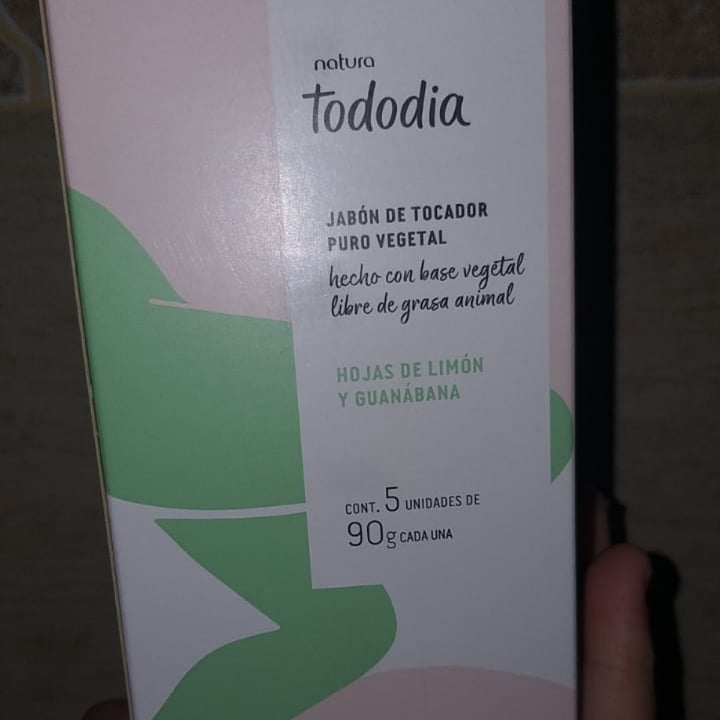 natura
tododia
JABÓN DE TOCADOR
PURO VEGETAL
hecho con base vegetal
libre de grasa animal
HOJAS DE LIMÓN
Y GUANÁBANA
CONT. 5 UNIDADES DE
90g CADA UNA